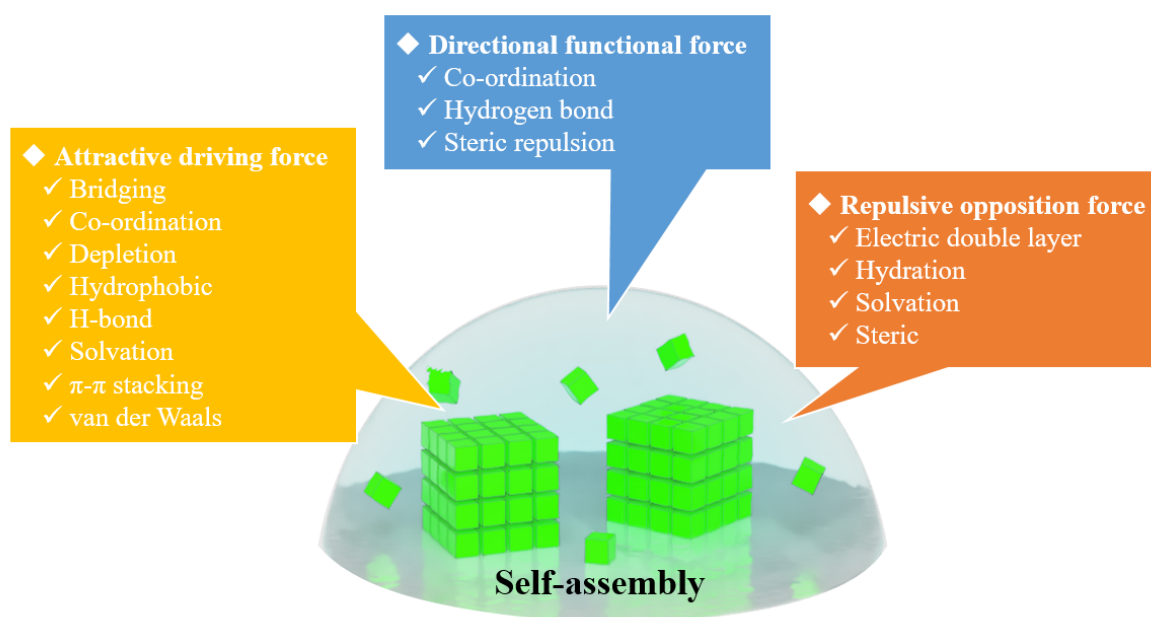 ◆ Directional functional force
✓ Co-ordination
✓ Hydrogen bond
✓ Steric repulsion
◆ Attractive driving force
✓ Bridging
✓ Co-ordination
✓ Depletion
✓ Hydrophobic
✓ H-bond
✓ Solvation
✓ π-π stacking
✓ van der Waals
◆ Repulsive opposition force
✓ Electric double layer
✓ Hydration
✓ Solvation
✓ Steric
Self-assembly